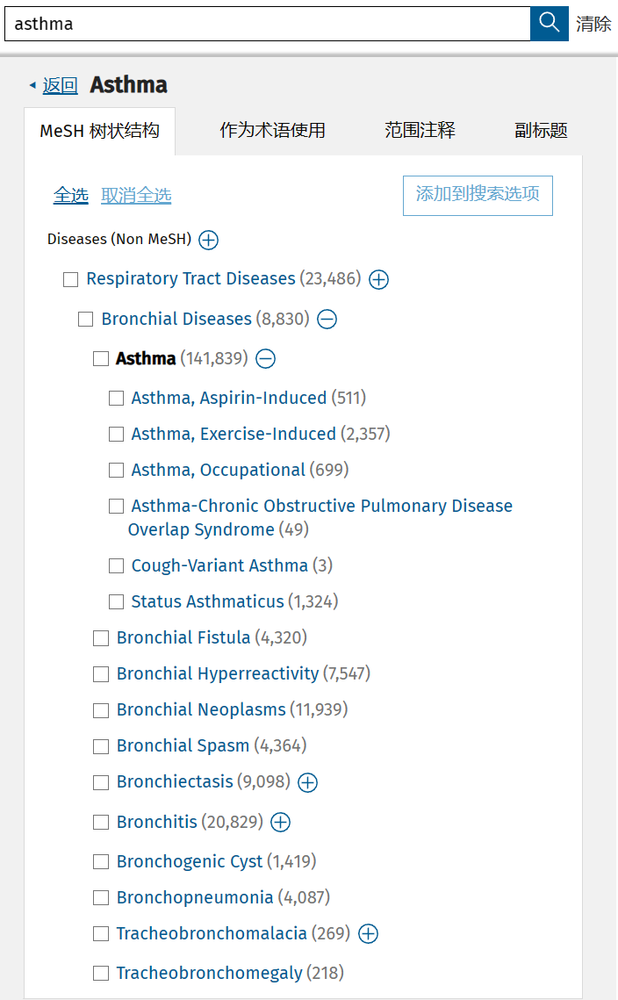 asthma
清除
返回 Asthma
MeSH 树状结构 作为术语使用 范围注释 副标题
全选 取消全选 添加到搜索选项
Diseases (Non MeSH)
Respiratory Tract Diseases (23,486)
Bronchial Diseases (8,830)
Asthma (141,839)
Asthma, Aspirin-Induced (511)
Asthma, Exercise-Induced (2,357)
Asthma, Occupational (699)
Asthma-Chronic Obstructive Pulmonary Disease
Overlap Syndrome (49)
Cough-Variant Asthma (3)
Status Asthmaticus (1,324)
Bronchial Fistula (4,320)
Bronchial Hyperreactivity (7,547)
Bronchial Neoplasms (11,939)
Bronchial Spasm (4,364)
Bronchiectasis (9,098)
Bronchitis (20,829)
Bronchogenic Cyst (1,419)
Bronchopneumonia (4,087)
Tracheobronchomalacia (269)
Tracheobronchomegaly (218)